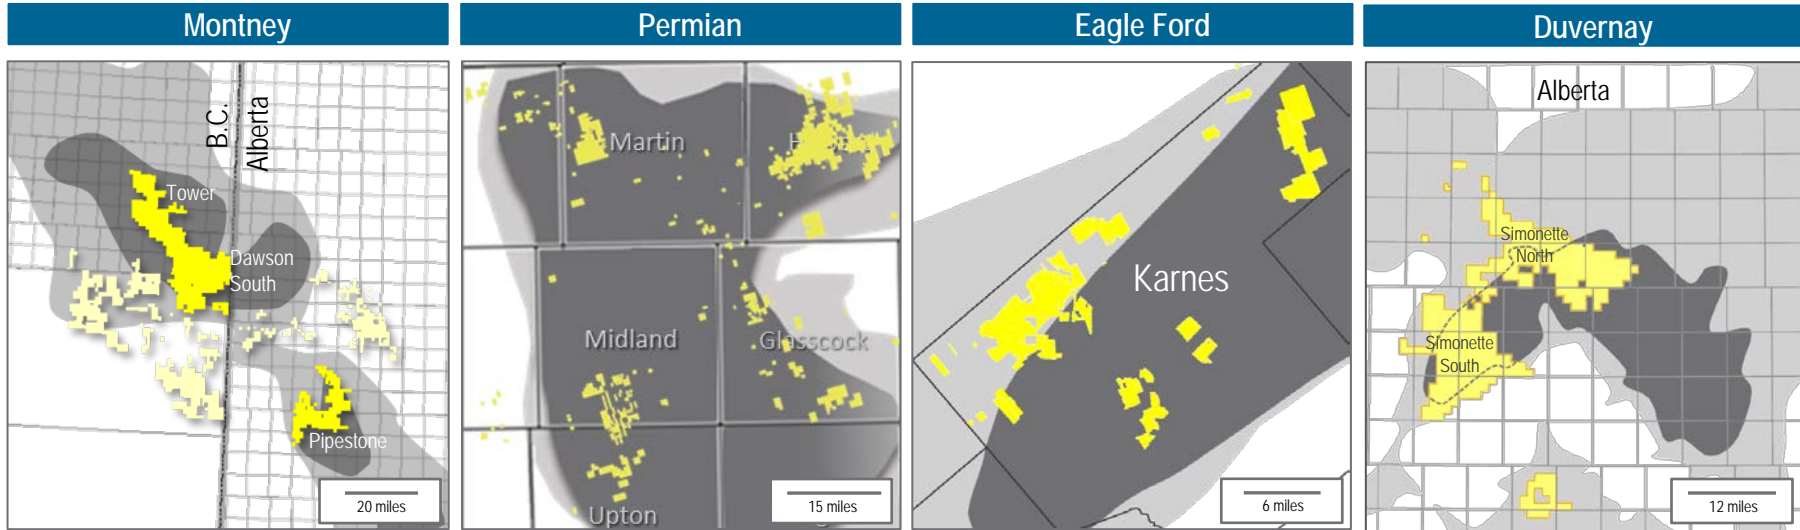 Montney
Permian
Eagle Ford
Duvernay
B.C.
Alberta
Tower
Dawson
South
Pipestone
20 miles
Martin
Midland
Glasscock
Upton
15 miles
Karnes
6 miles
Alberta
Simonette
North
Simonette
South
12 miles